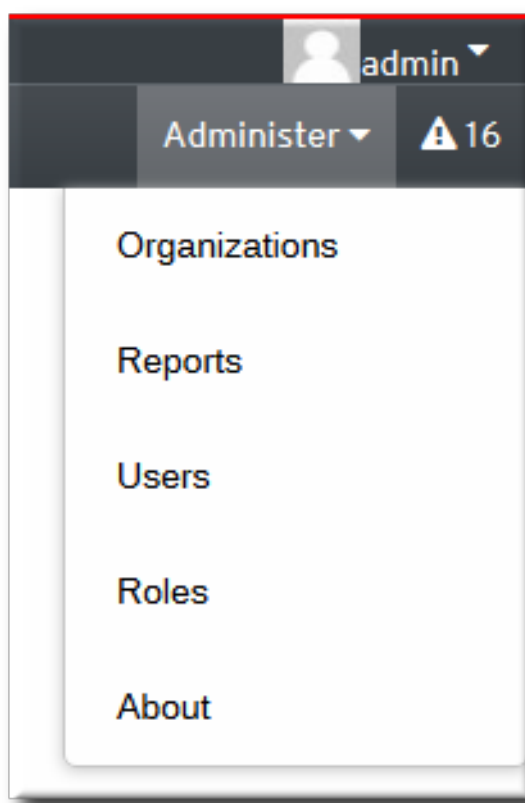 admin
Administer 16
Organizations
Reports
Users
Roles
About